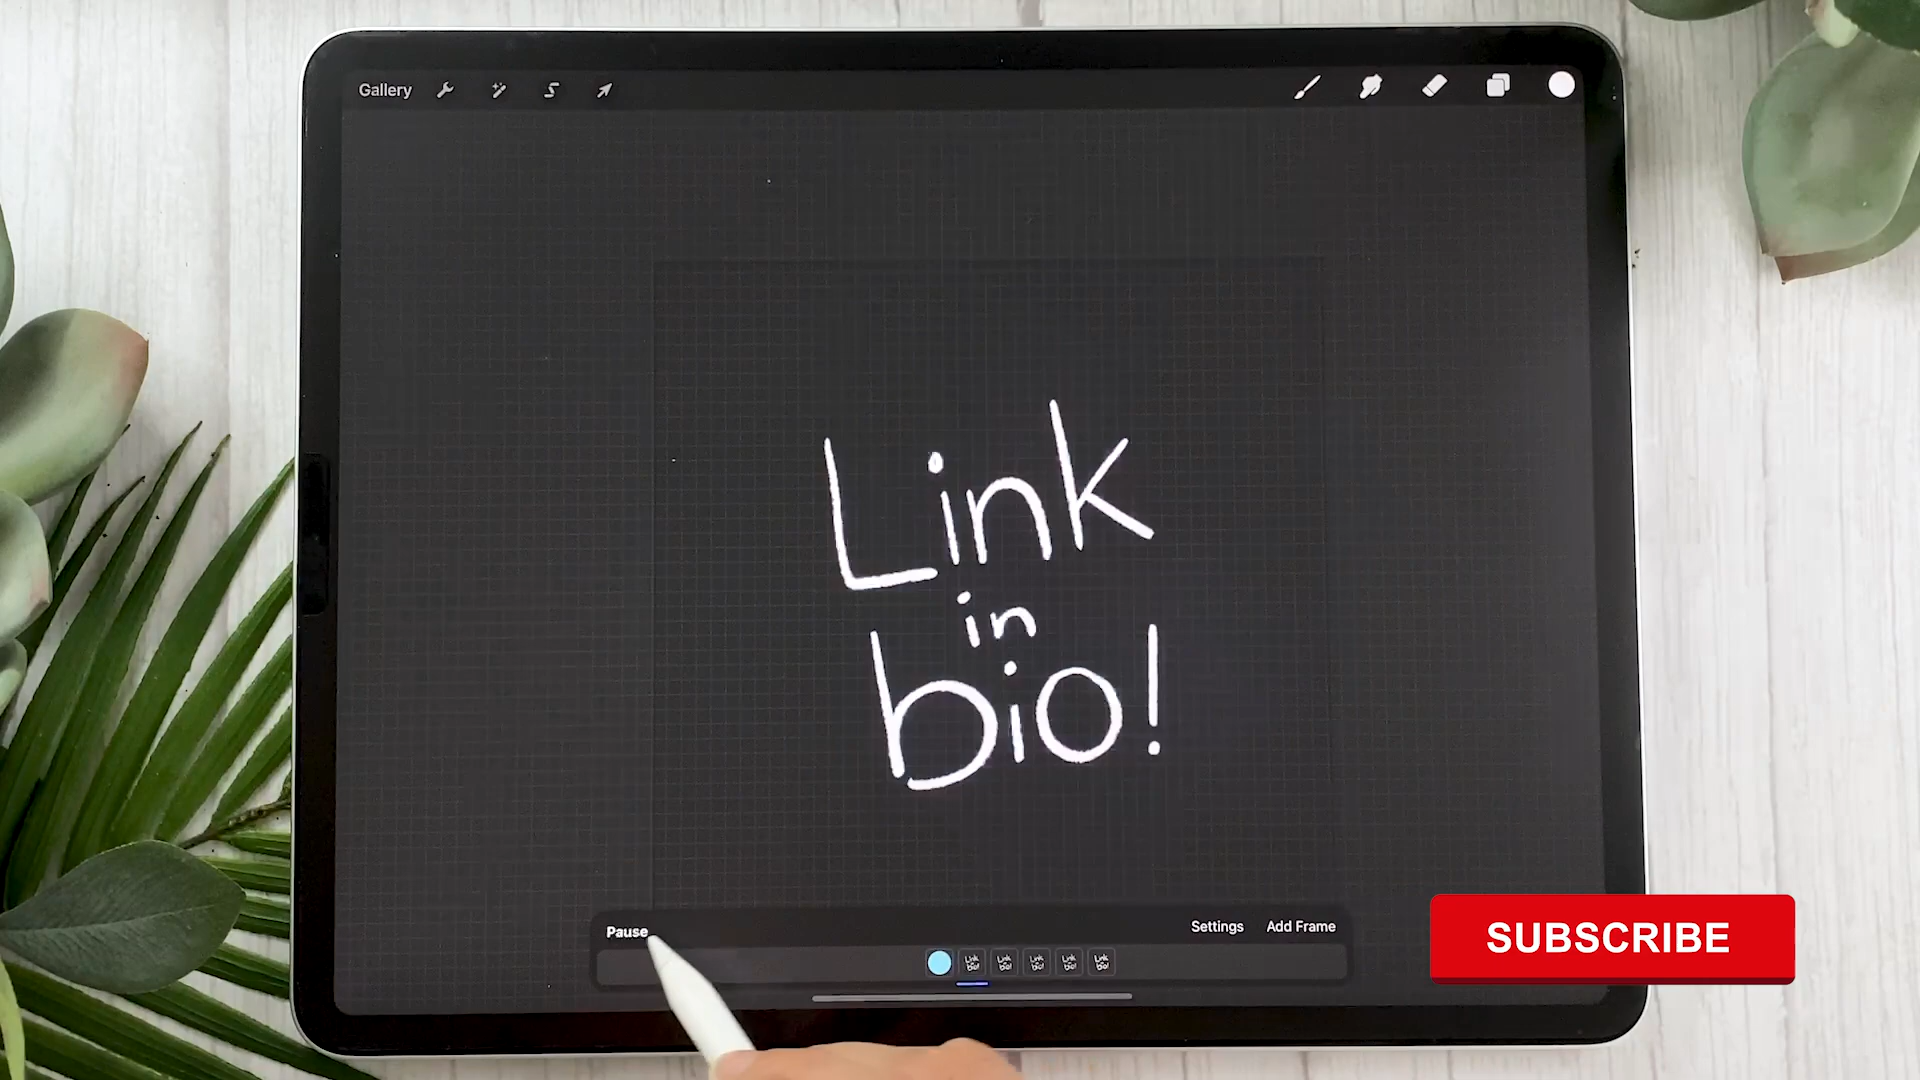 Gallery
Link
in
bio!
Pause
Settings
Add Frame
SUBSCRIBE